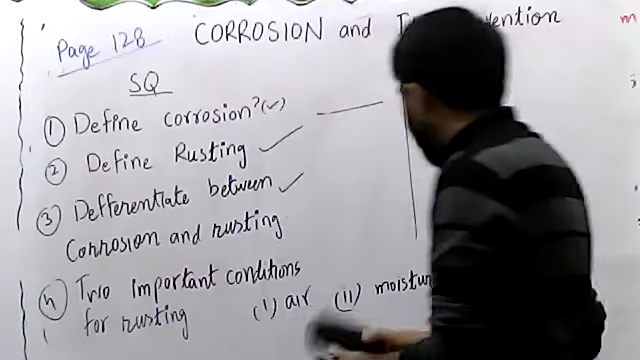 Page 128 CORROSION and
SQ
① Define corrosion? (✓)
② Define Rusting ✓
③ Defferentiate between ✓
Corrosion and rusting
④ Two important conditions
for rusting (i) air (ii)